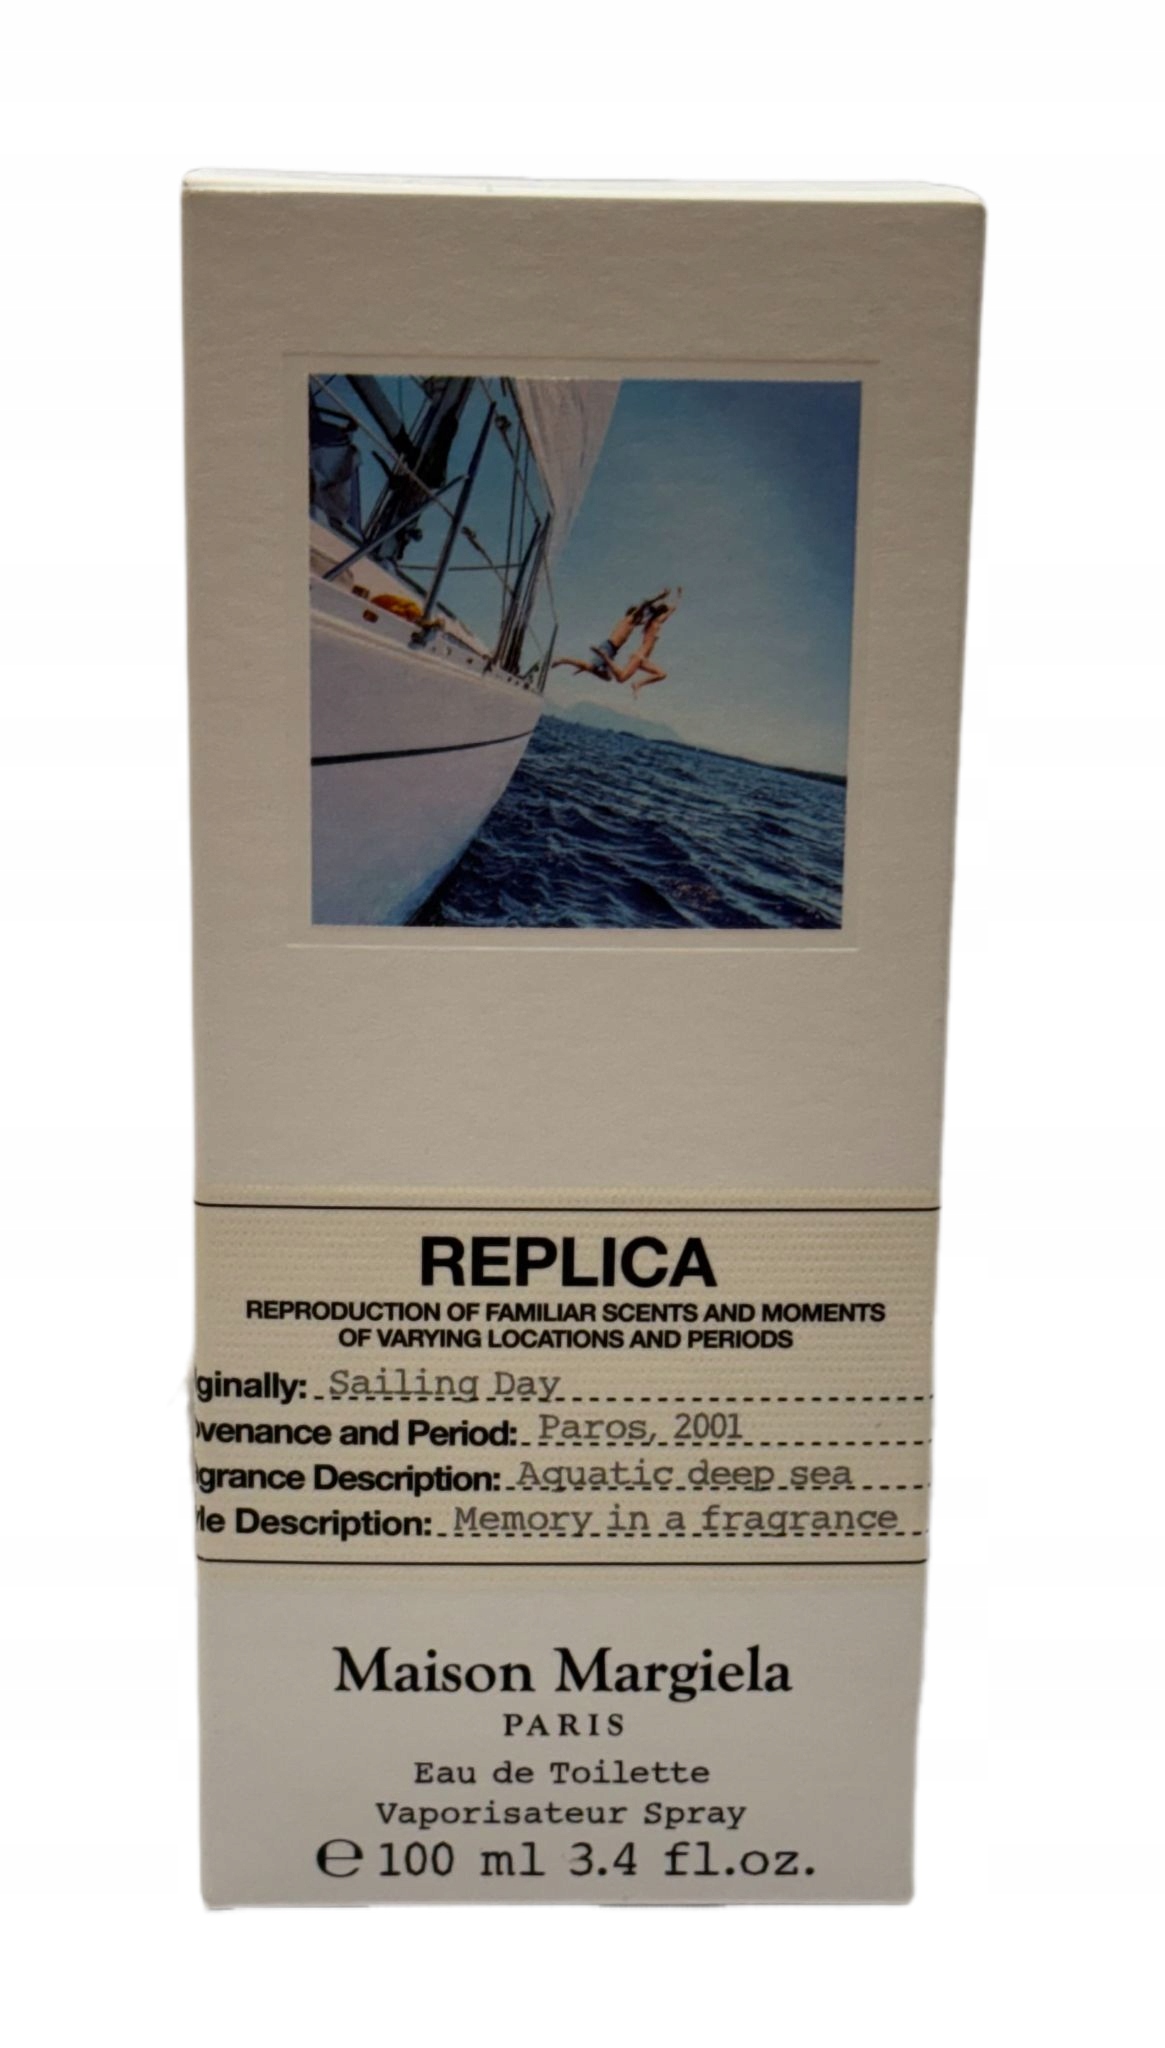 REPLICA
REPRODUCTION OF FAMILIAR SCENTS AND MOMENTS
OF VARYING LOCATIONS AND PERIODS
ginally: Sailing Day
venance and Period: Paros, 2001
grance Description: Aquatic deep sea
le Description: Memory in a fragrance
Maison Margiela
PARIS
Eau de Toilette
Vaporisateur Spray
℮ 100 ml 3.4 fl.oz.